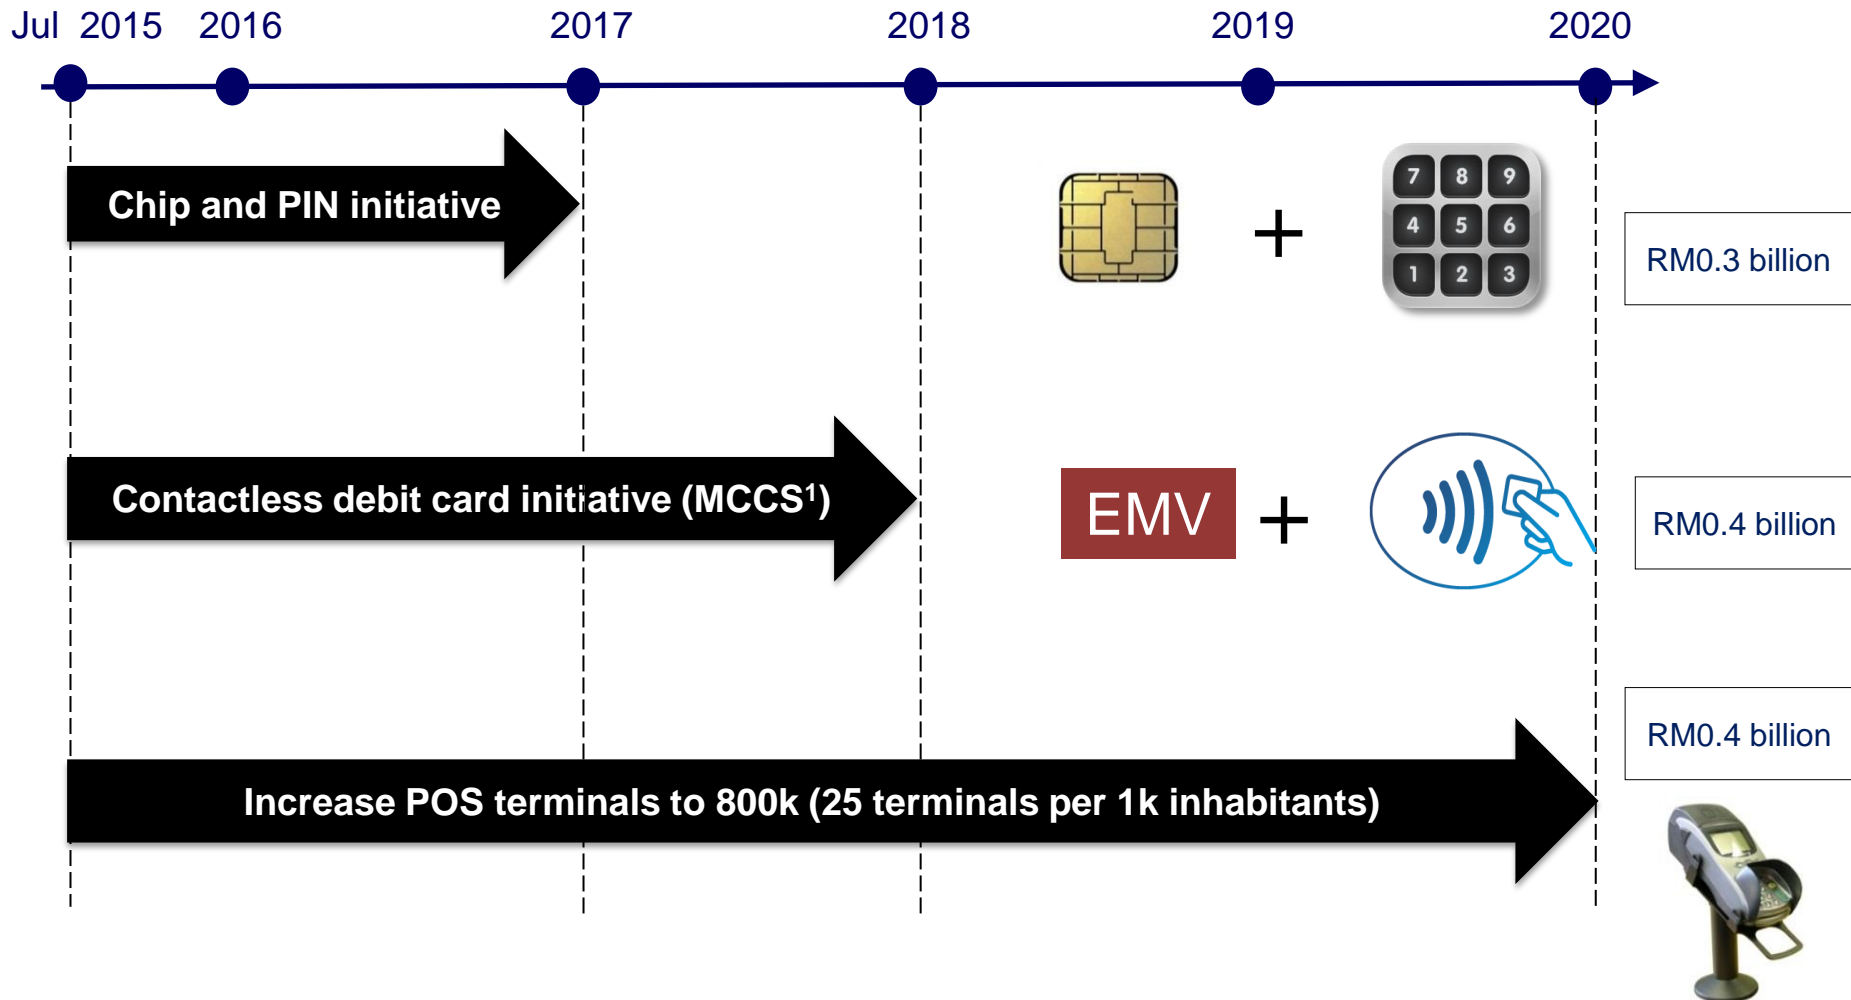 Jul 2015 2016 2017 2018 2019 2020
Chip and PIN initiative
7 8 9
4 5 6
1 2 3
+
RM0.3 billion
Contactless debit card initiative (MCCS¹)
EMV +
RM0.4 billion
RM0.4 billion
Increase POS terminals to 800k (25 terminals per 1k inhabitants)